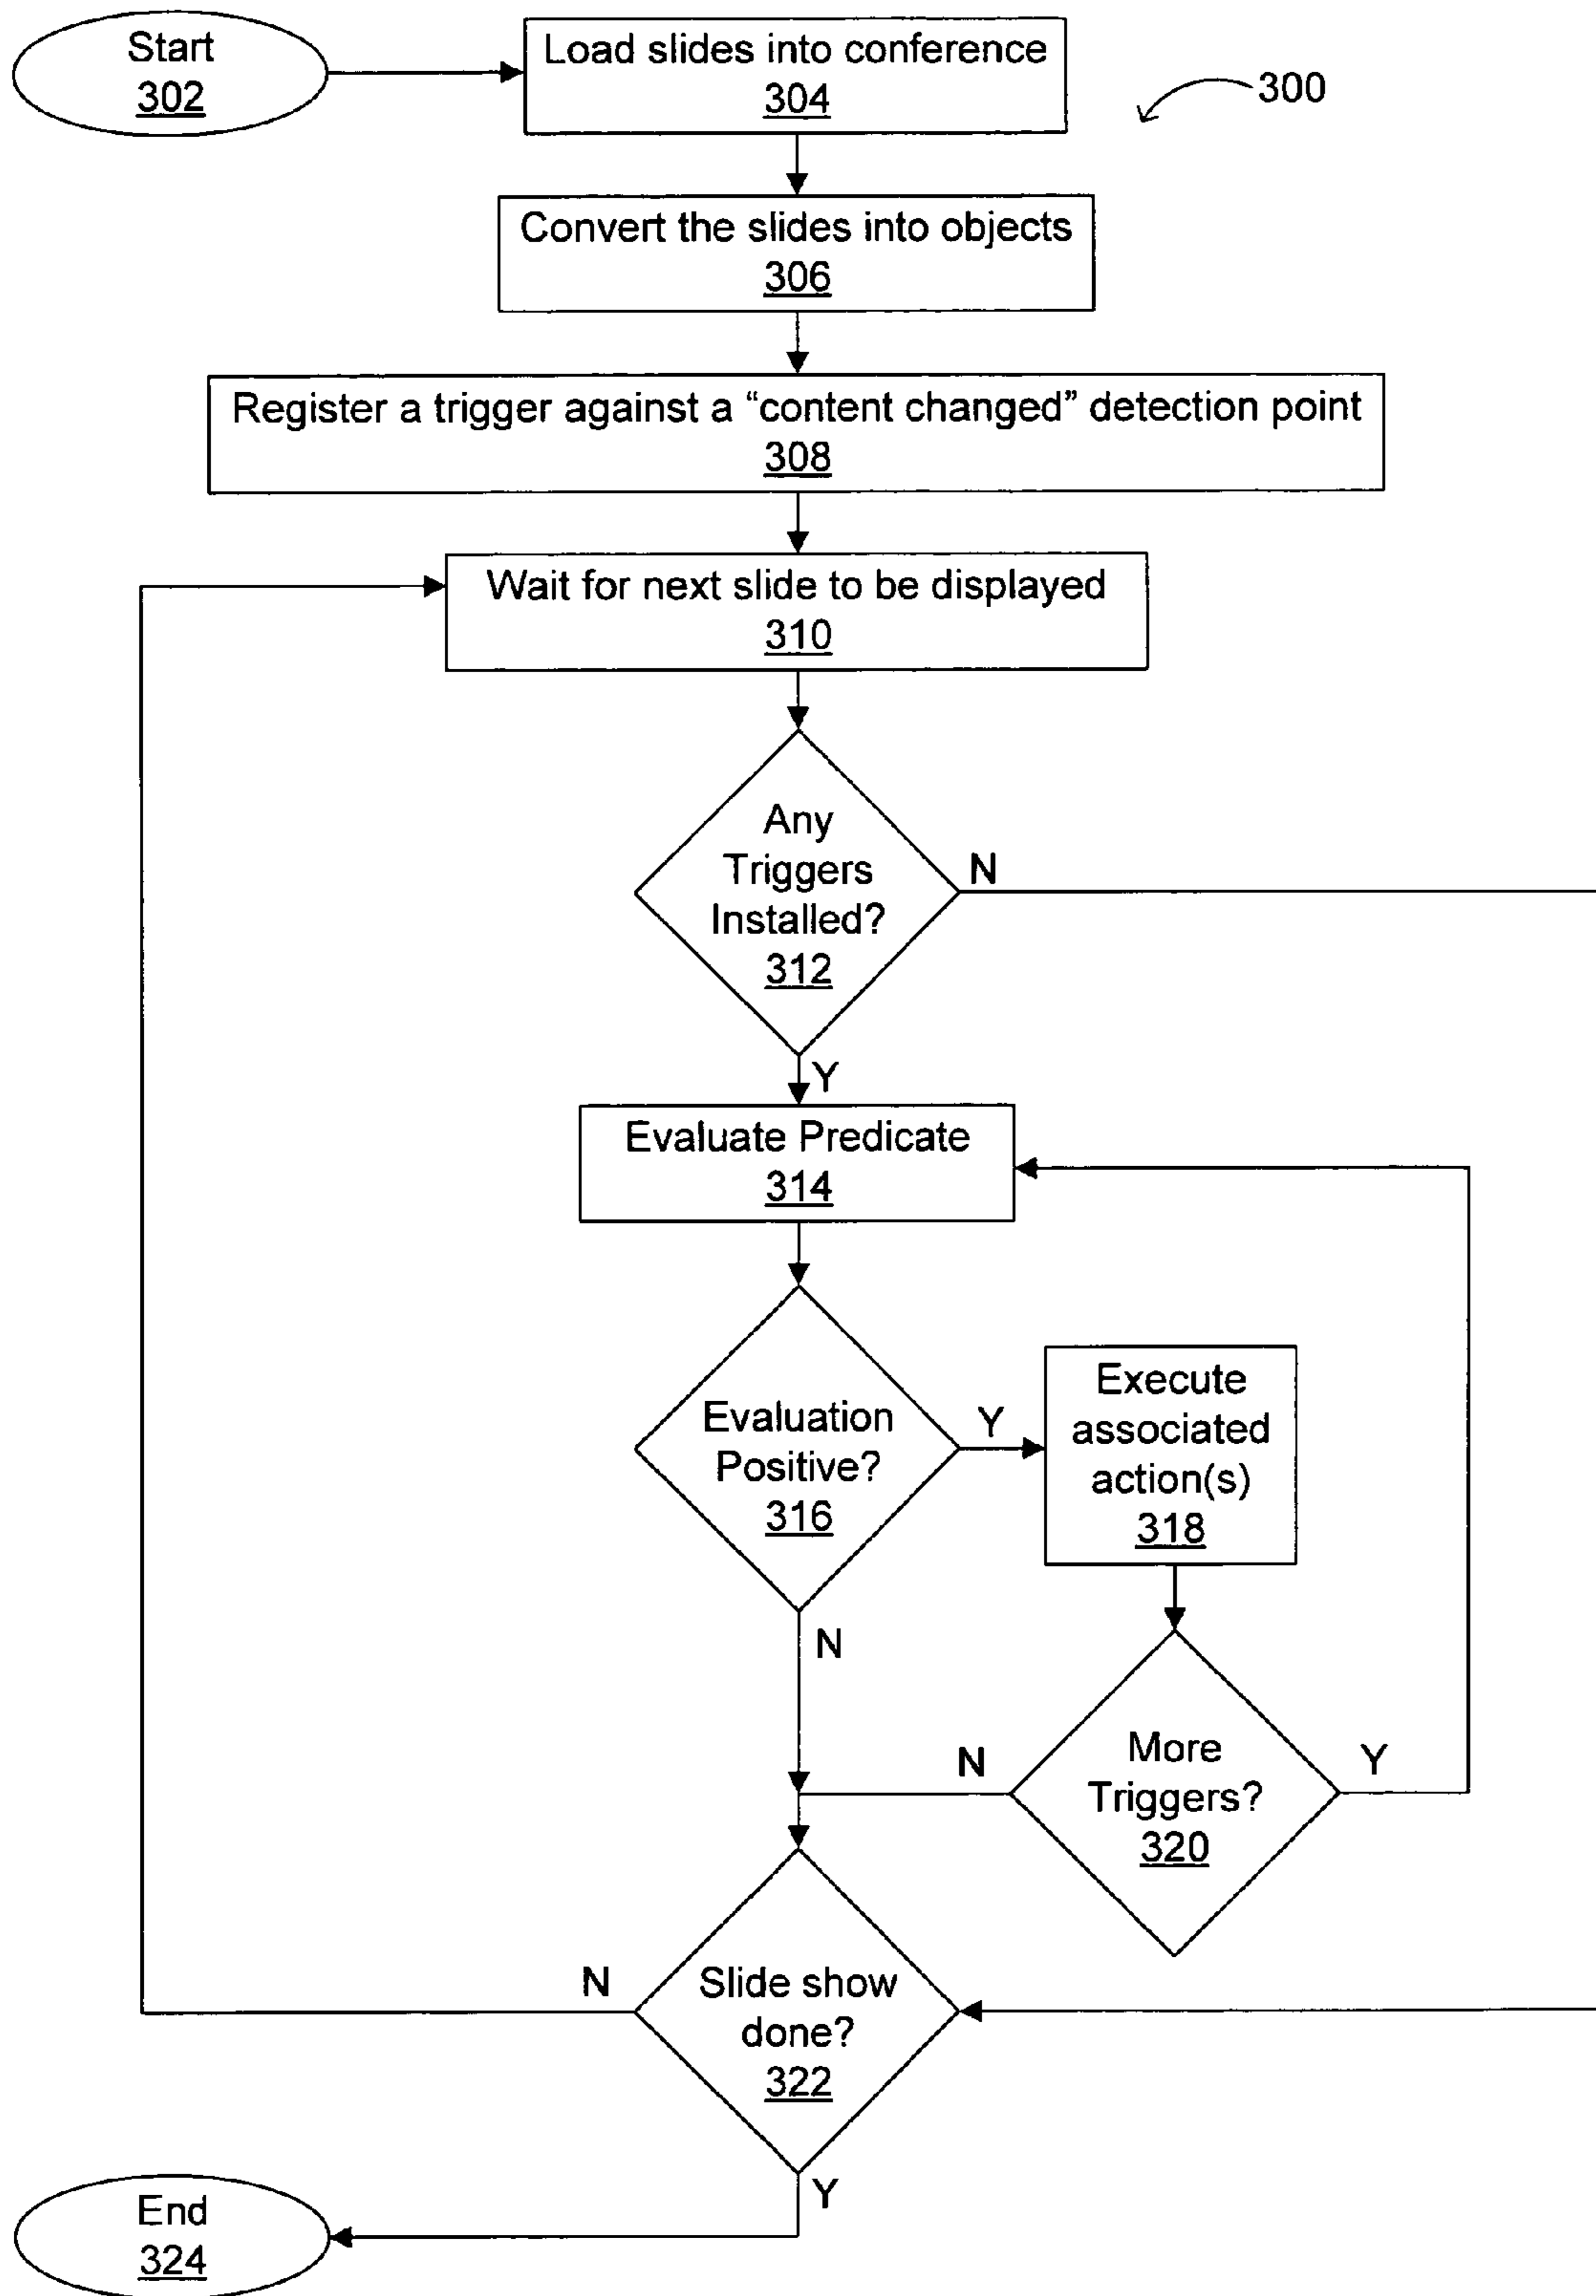 Start
302
Load slides into conference
304
300
Convert the slides into objects
306
Register a trigger against a “content changed” detection point
308
Wait for next slide to be displayed
310
Any
Triggers
Installed?
312
N
Y
Evaluate Predicate
314
Evaluation
Positive?
316
Y
Execute
associated
action(s)
318
N
More
Triggers?
320
N
Y
Slide show
done?
322
N
Y
End
324